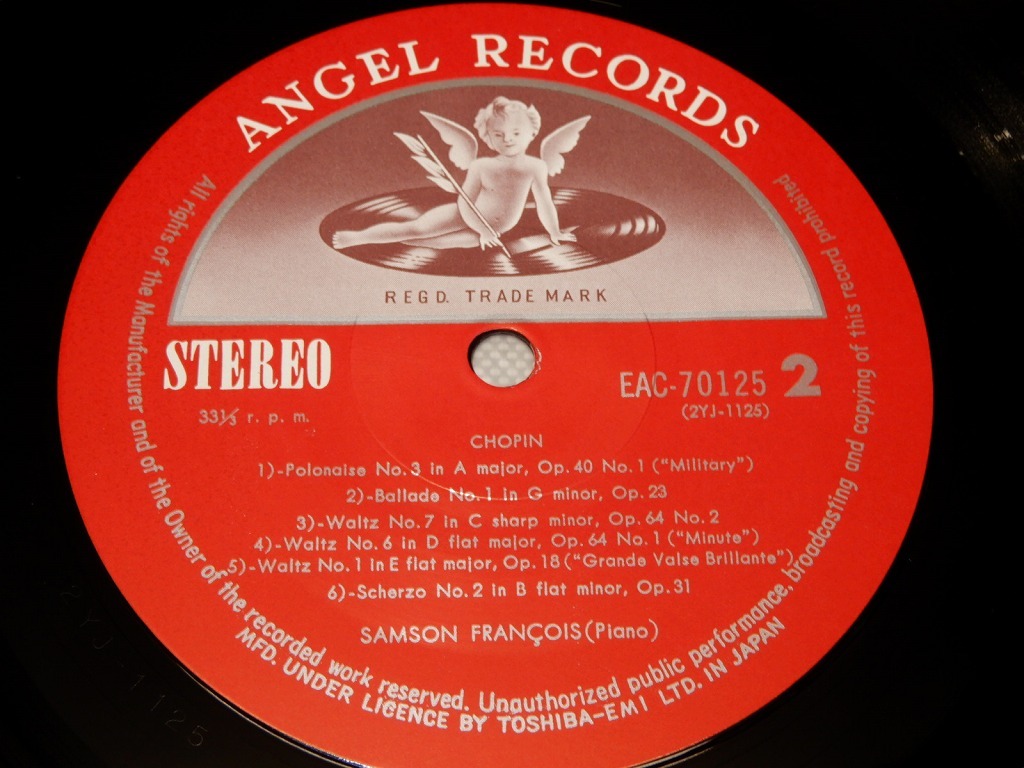 ANGEL RECORDS
REGD. TRADE MARK
STEREO
33⅓ r. p. m.
EAC-70125 2
(2YJ-1125)
CHOPIN
1)-Polonaise No.3 in A major, Op.40 No.1 ("Military")
2)-Ballade No.1 in G minor, Op.23
3)-Waltz No.7 in C sharp minor, Op.64 No.2
4)-Waltz No.6 in D flat major, Op.64 No.1 ("Minute")
5)-Waltz No.1 in E flat major, Op.18 ("Grande Valse Brillante")
6)-Scherzo No.2 in B flat minor, Op.31
SAMSON FRANÇOIS (Piano)
All rights of the Manufacturer and of the Owner of the recorded work reserved. Unauthorized public performance, broadcasting and copying of this record prohibited
MFD. UNDER LICENCE BY TOSHIBA-EMI LTD. IN JAPAN
2YJ-1125